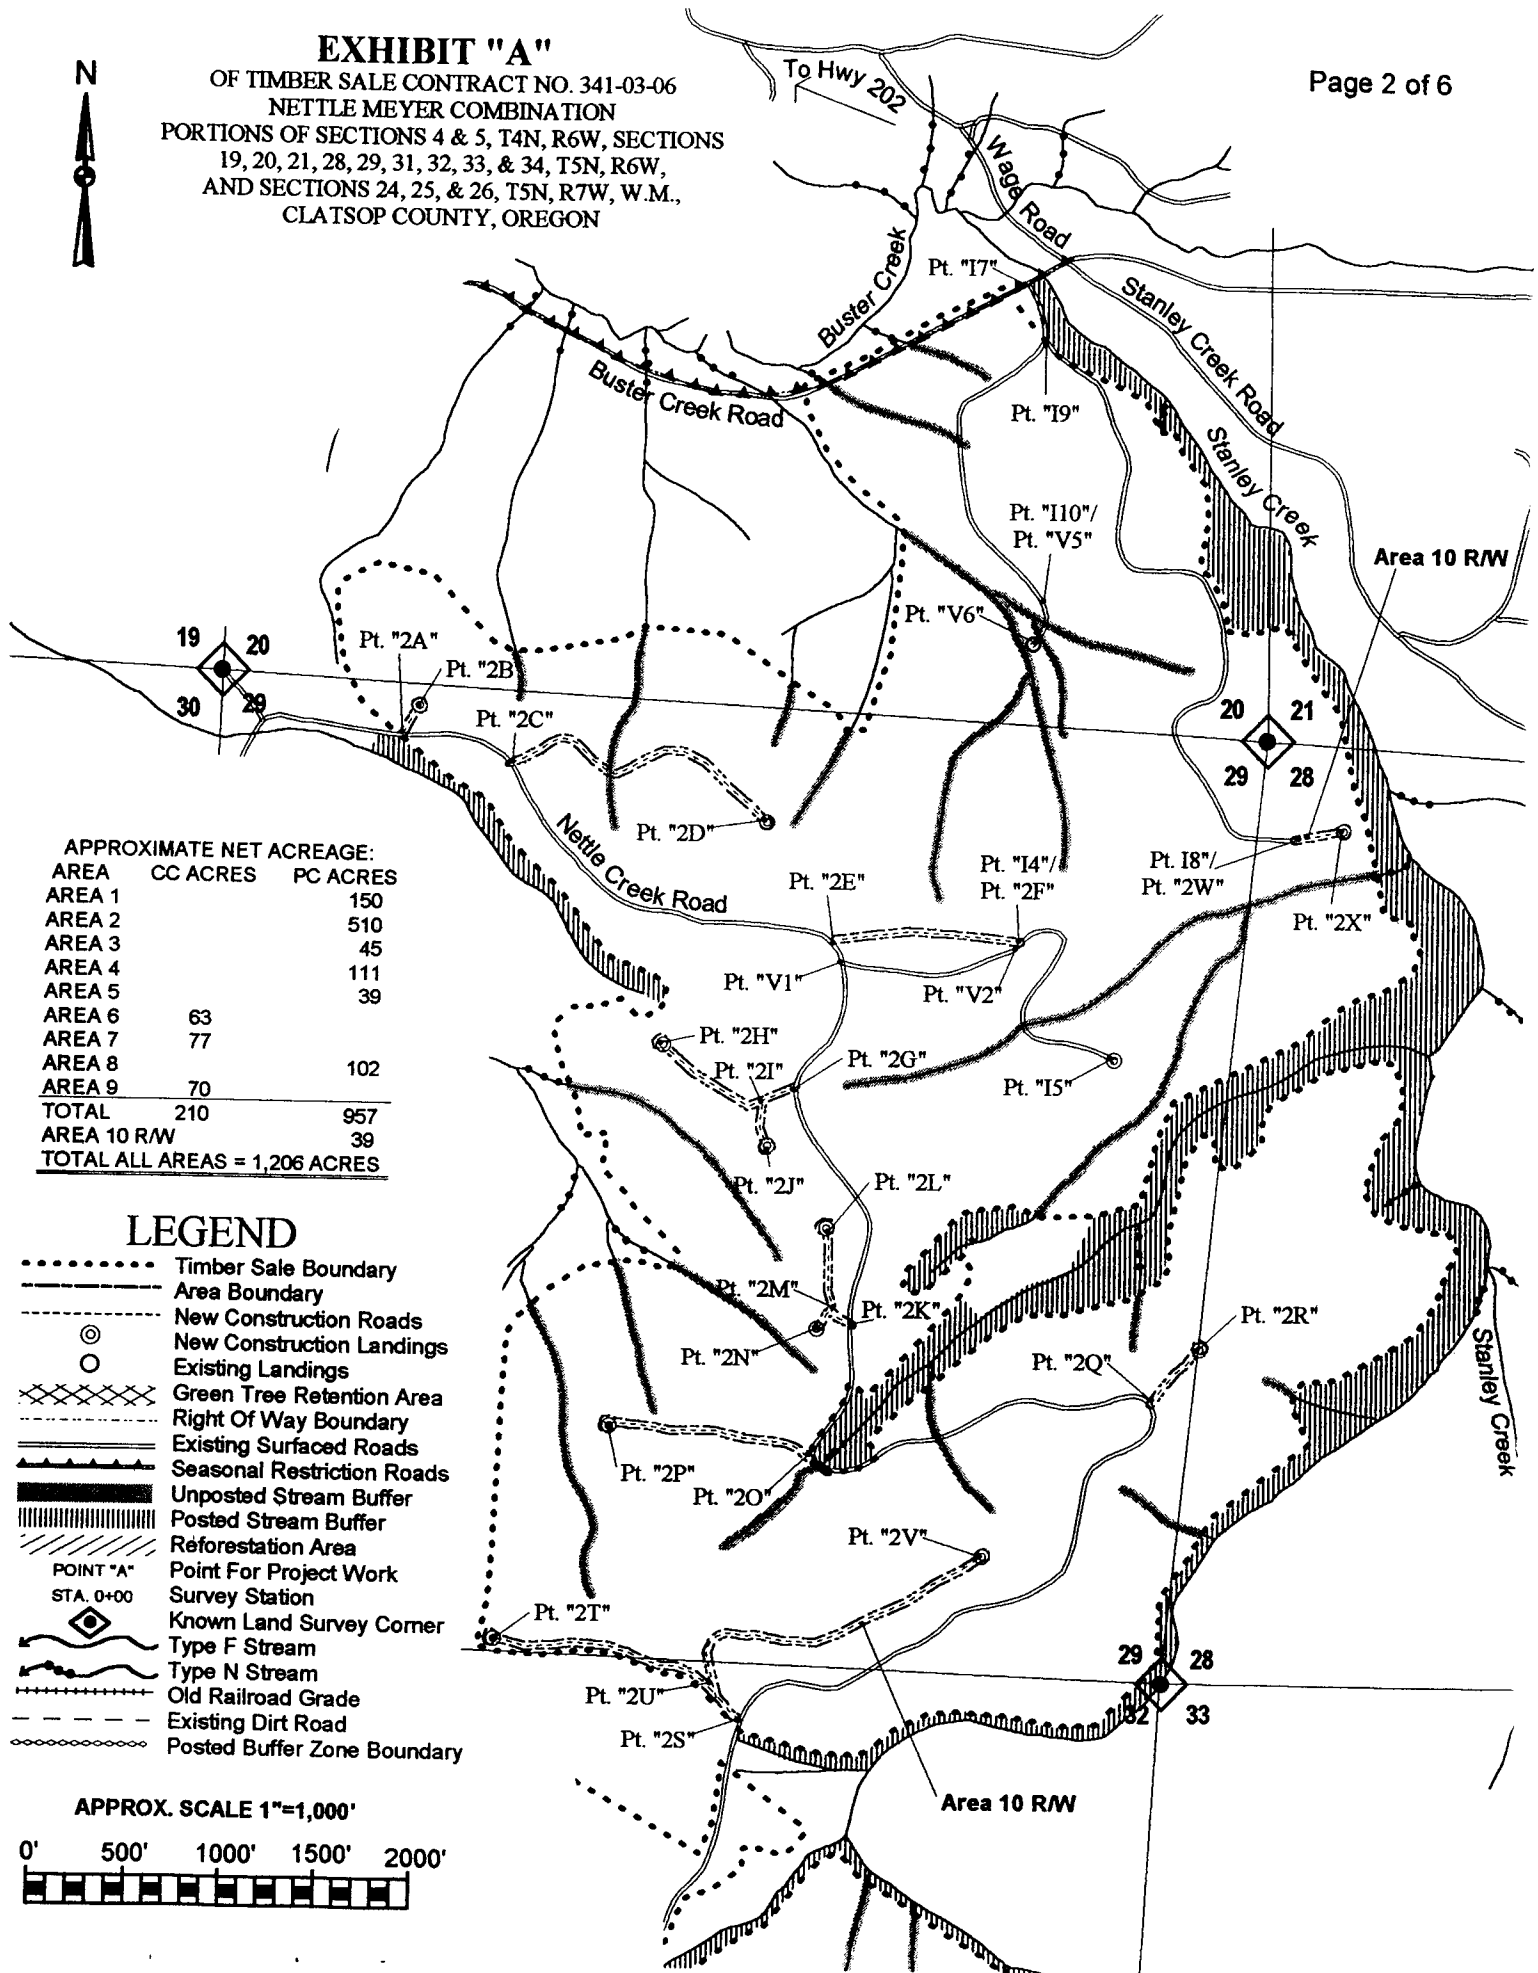 EXHIBIT "A"
OF TIMBER SALE CONTRACT NO. 341-03-06
NETTLE MEYER COMBINATION
PORTIONS OF SECTIONS 4 & 5, T4N, R6W, SECTIONS
19, 20, 21, 28, 29, 31, 32, 33, & 34, T5N, R6W,
AND SECTIONS 24, 25, & 26, T5N, R7W, W.M.,
CLATSOP COUNTY, OREGON
N
Page 2 of 6
To Hwy 202
Wage Road
Buster Creek
Pt. "I7"
Stanley Creek Road
Buster Creek Road
Pt. "I9"
Stanley Creek
Pt. "I10"/
Pt. "V5"
Area 10 R/W
Pt. "V6"
19 20
30 29
Pt. "2A"
Pt. "2B
Pt. "2C"
20 21
29 28
Pt. "2D"
Nettle Creek Road
Pt. "2E"
Pt. "I4"/
Pt. "2F"
Pt. I8"/
Pt. "2W"
Pt. "2X"
Pt. "V1"
Pt. "V2"
Pt. "2H"
Pt. "2I"
Pt. "2G"
Pt. "I5"
Pt. "2J"
Pt. "2L"
Pt. "2M"
Pt. "2K"
Pt. "2N"
Pt. "2R"
Pt. "2Q"
Stanley Creek
Pt. "2P"
Pt. "2O"
Pt. "2V"
Pt. "2T"
Pt. "2U"
Pt. "2S"
29 28
32 33
Area 10 R/W
APPROXIMATE NET ACREAGE:
AREA CC ACRES PC ACRES
AREA 1 150
AREA 2 510
AREA 3 45
AREA 4 111
AREA 5 39
AREA 6 63
AREA 7 77
AREA 8 102
AREA 9 70
TOTAL 210 957
AREA 10 R/W 39
TOTAL ALL AREAS = 1,206 ACRES
LEGEND
Timber Sale Boundary
Area Boundary
New Construction Roads
New Construction Landings
Existing Landings
Green Tree Retention Area
Right Of Way Boundary
Existing Surfaced Roads
Seasonal Restriction Roads
Unposted Stream Buffer
Posted Stream Buffer
Reforestation Area
POINT "A" Point For Project Work
STA. 0+00 Survey Station
Known Land Survey Corner
Type F Stream
Type N Stream
Old Railroad Grade
Existing Dirt Road
Posted Buffer Zone Boundary
APPROX. SCALE 1"=1,000'
0' 500' 1000' 1500' 2000'